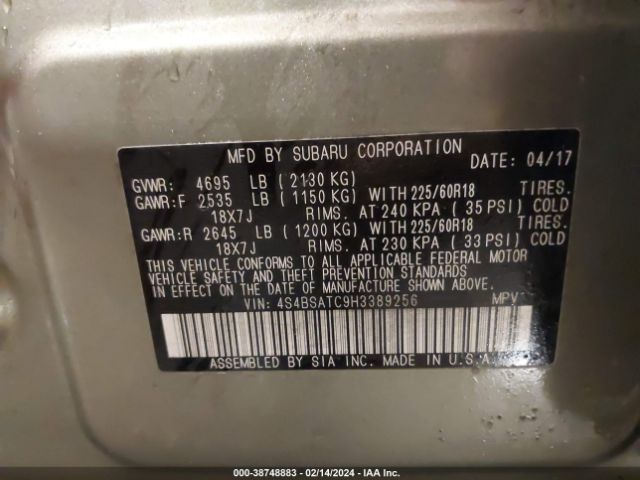 MFD BY SUBARU CORPORATION DATE: 04/17
GVWR: 4695 LB (2130 KG)
GAWR:F 2535 LB (1150 KG) WITH 225/60R18 TIRES.
18X7J RIMS. AT 240 KPA ( 35 PSI) COLD
GAWR:R 2645 LB (1200 KG) WITH 225/60R18 TIRES.
18X7J RIMS. AT 230 KPA ( 33 PSI) COLD
THIS VEHICLE CONFORMS TO ALL APPLICABLE FEDERAL MOTOR
VEHICLE SAFETY AND THEFT PREVENTION STANDARDS
IN EFFECT ON THE DATE OF MANUFACTURE SHOWN ABOVE.
VIN: 4S4BSATC9H3389256 MPV
ASSEMBLED BY SIA INC. MADE IN U.S.A
000-38748883 - 02/14/2024 - IAA Inc.